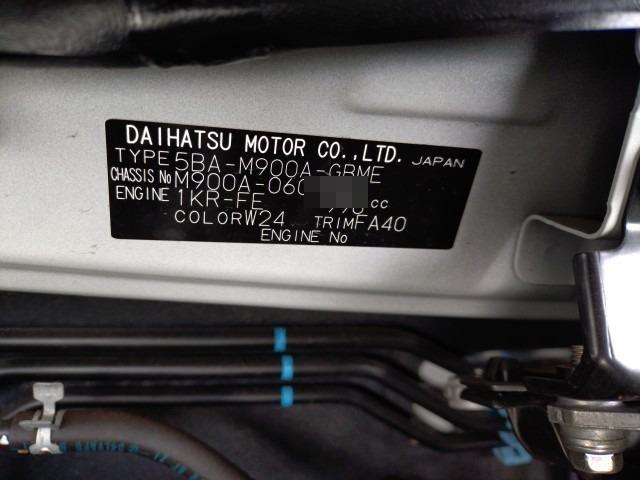 DAIHATSU MOTOR CO.,LTD. JAPAN
TYPE 5BA-M900A-GBME
CHASSIS No M900A-060
ENGINE 1KR-FE cc
COLOR W24 TRIM FA40
ENGINE No